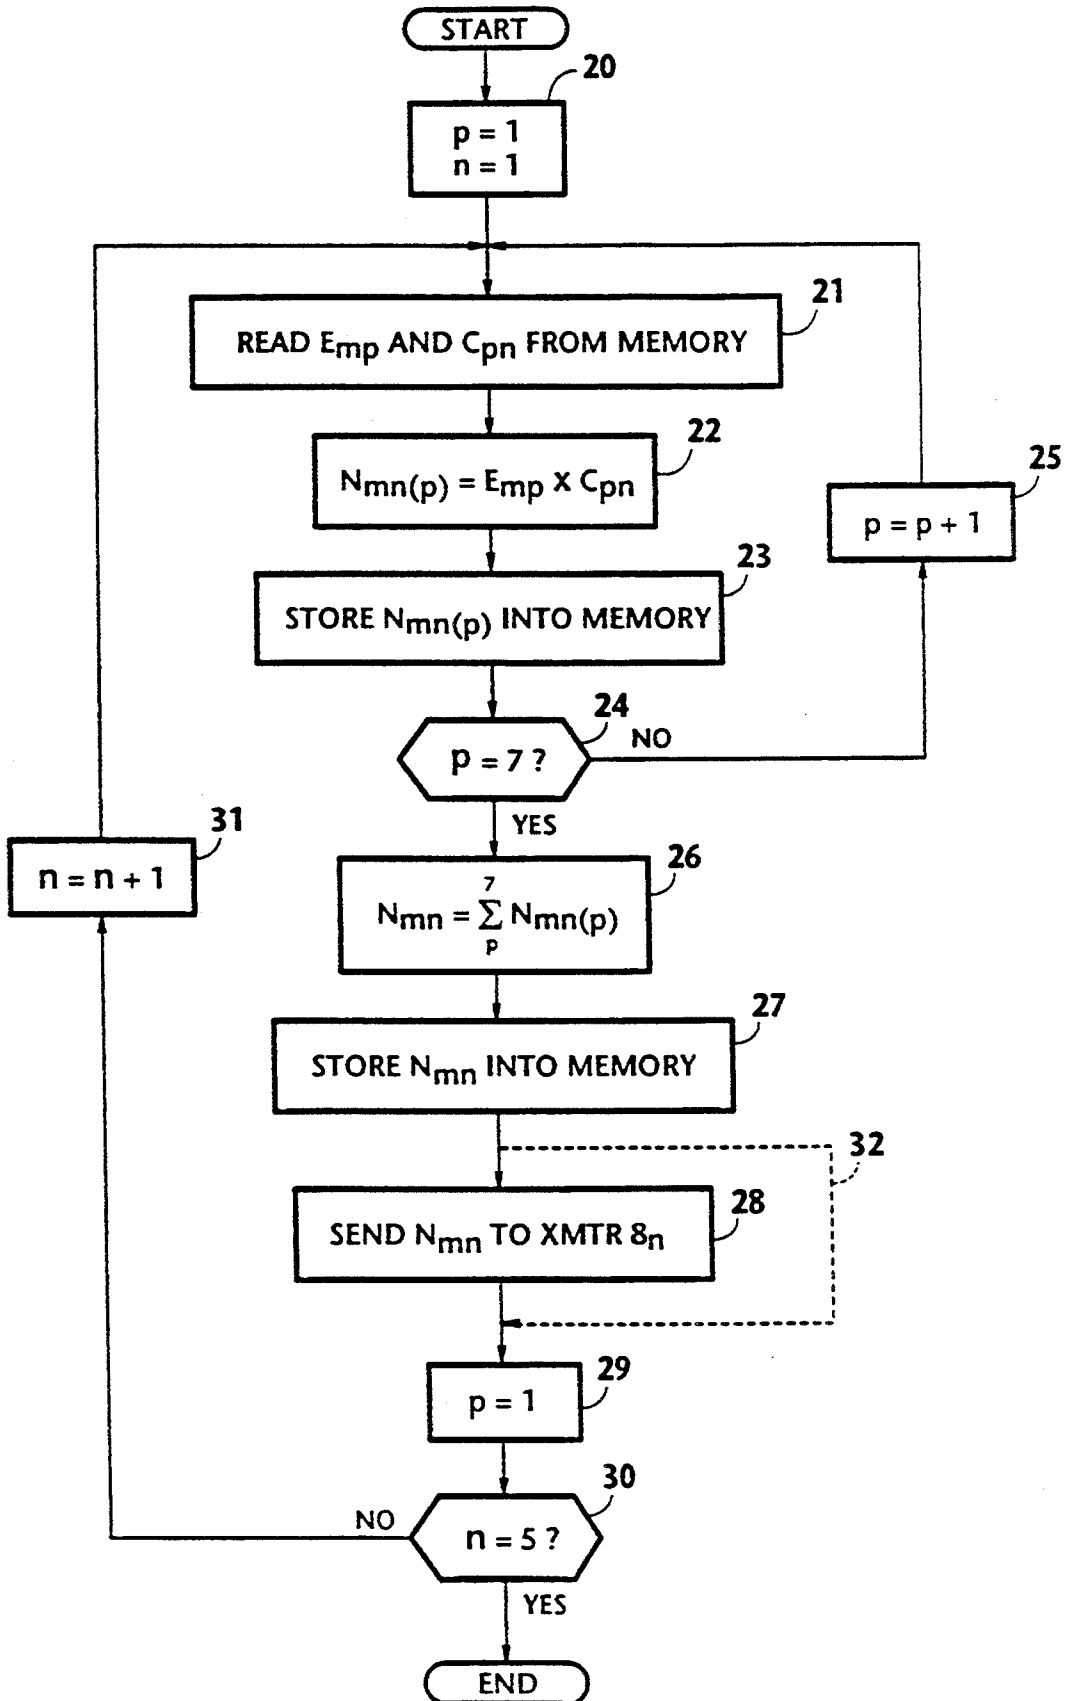 START
20
p = 1
n = 1
21
READ Emp AND Cpn FROM MEMORY
22
Nmn(p) = Emp X Cpn
25
p = p + 1
23
STORE Nmn(p) INTO MEMORY
24
p = 7 ?
NO
YES
31
n = n + 1
26
7
Nmn = Σ Nmn(p)
p
27
STORE Nmn INTO MEMORY
32
28
SEND Nmn TO XMTR 8n
29
p = 1
30
n = 5 ?
NO
YES
END